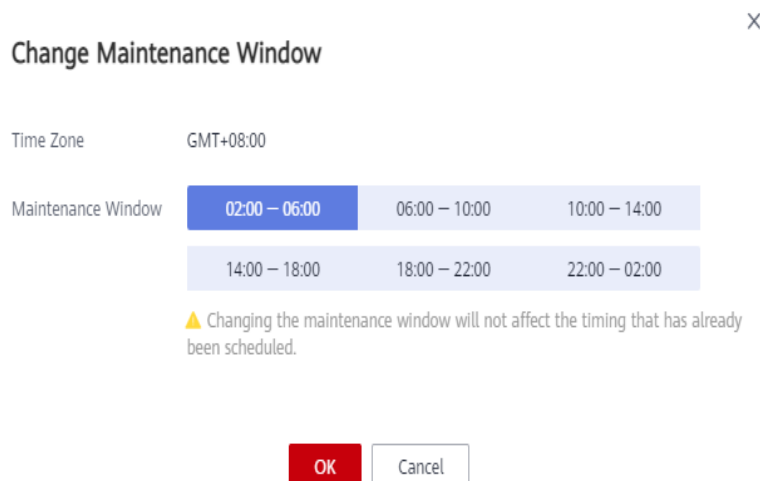 Change Maintenance Window
Time Zone GMT+08:00
Maintenance Window 02:00 — 06:00 06:00 — 10:00 10:00 — 14:00
14:00 — 18:00 18:00 — 22:00 22:00 — 02:00
Changing the maintenance window will not affect the timing that has already
been scheduled.
OK Cancel